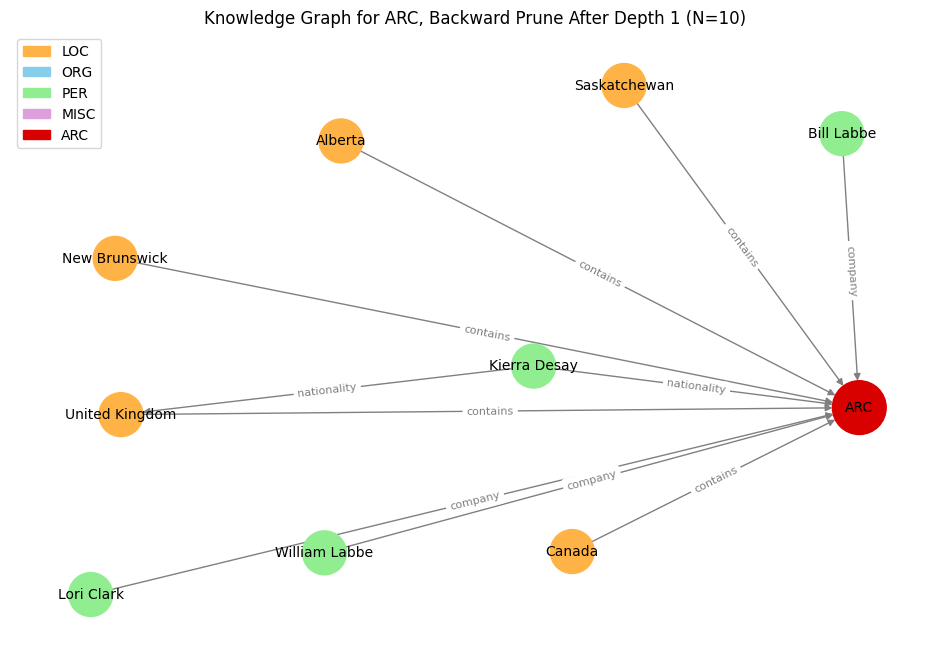 Knowledge Graph for ARC, Backward Prune After Depth 1 (N=10)
LOC
ORG
PER
MISC
ARC
Saskatchewan
Bill Labbe
Alberta
contains
New Brunswick
company
contains
contains
Kierra Desay
nationality
nationality
United Kingdom
contains
ARC
company
company
contains
William Labbe
Canada
Lori Clark